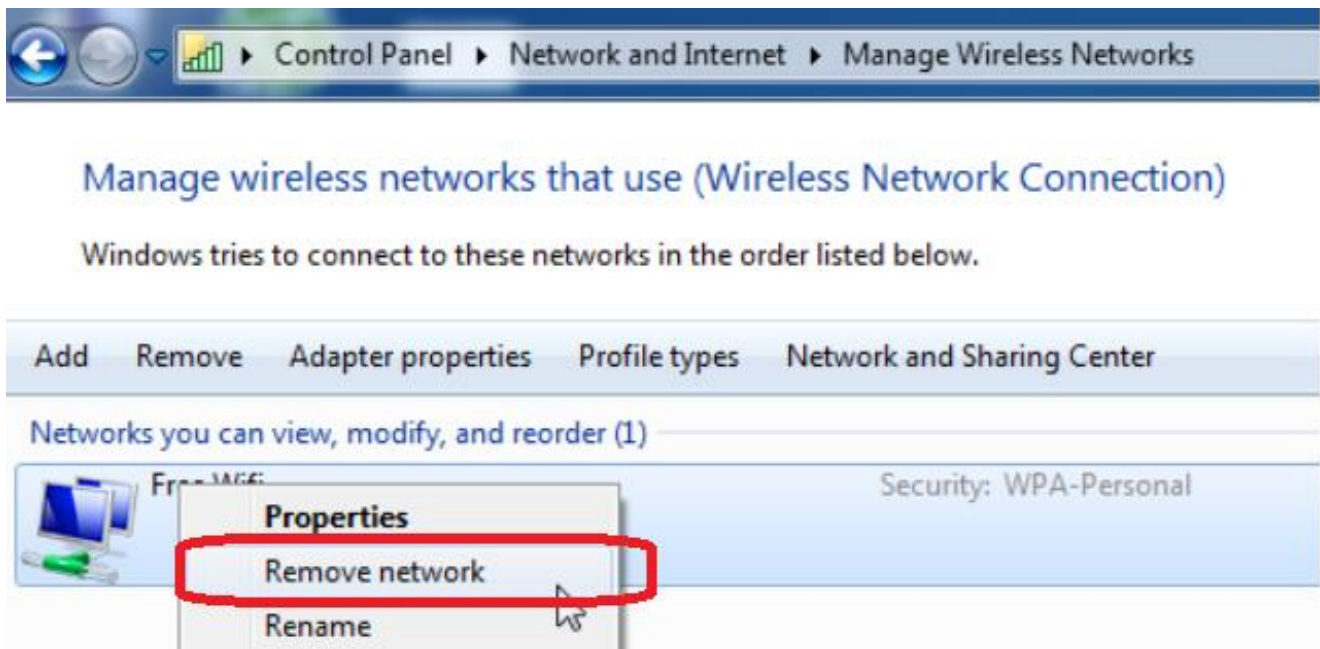 Control Panel ▸ Network and Internet ▸ Manage Wireless Networks
Manage wireless networks that use (Wireless Network Connection)
Windows tries to connect to these networks in the order listed below.
Add Remove Adapter properties Profile types Network and Sharing Center
Networks you can view, modify, and reorder (1)
Free Wifi Security: WPA-Personal
Properties
Remove network
Rename